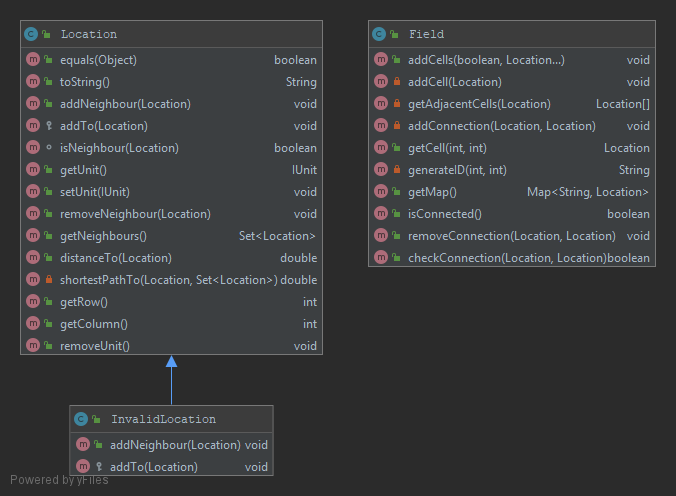 Location
equals(Object) boolean
toString() String
addNeighbour(Location) void
addTo(Location) void
isNeighbour(Location) boolean
getUnit() IUnit
setUnit(IUnit) void
removeNeighbour(Location) void
getNeighbours() Set<Location>
distanceTo(Location) double
shortestPathTo(Location, Set<Location>) double
getRow() int
getColumn() int
removeUnit() void
Field
addCells(boolean, Location...) void
addCell(Location) void
getAdjacentCells(Location) Location[]
addConnection(Location, Location) void
getCell(int, int) Location
generateID(int, int) String
getMap() Map<String, Location>
isConnected() boolean
removeConnection(Location, Location) void
checkConnection(Location, Location)boolean
InvalidLocation
addNeighbour(Location) void
addTo(Location) void
Powered by yFiles